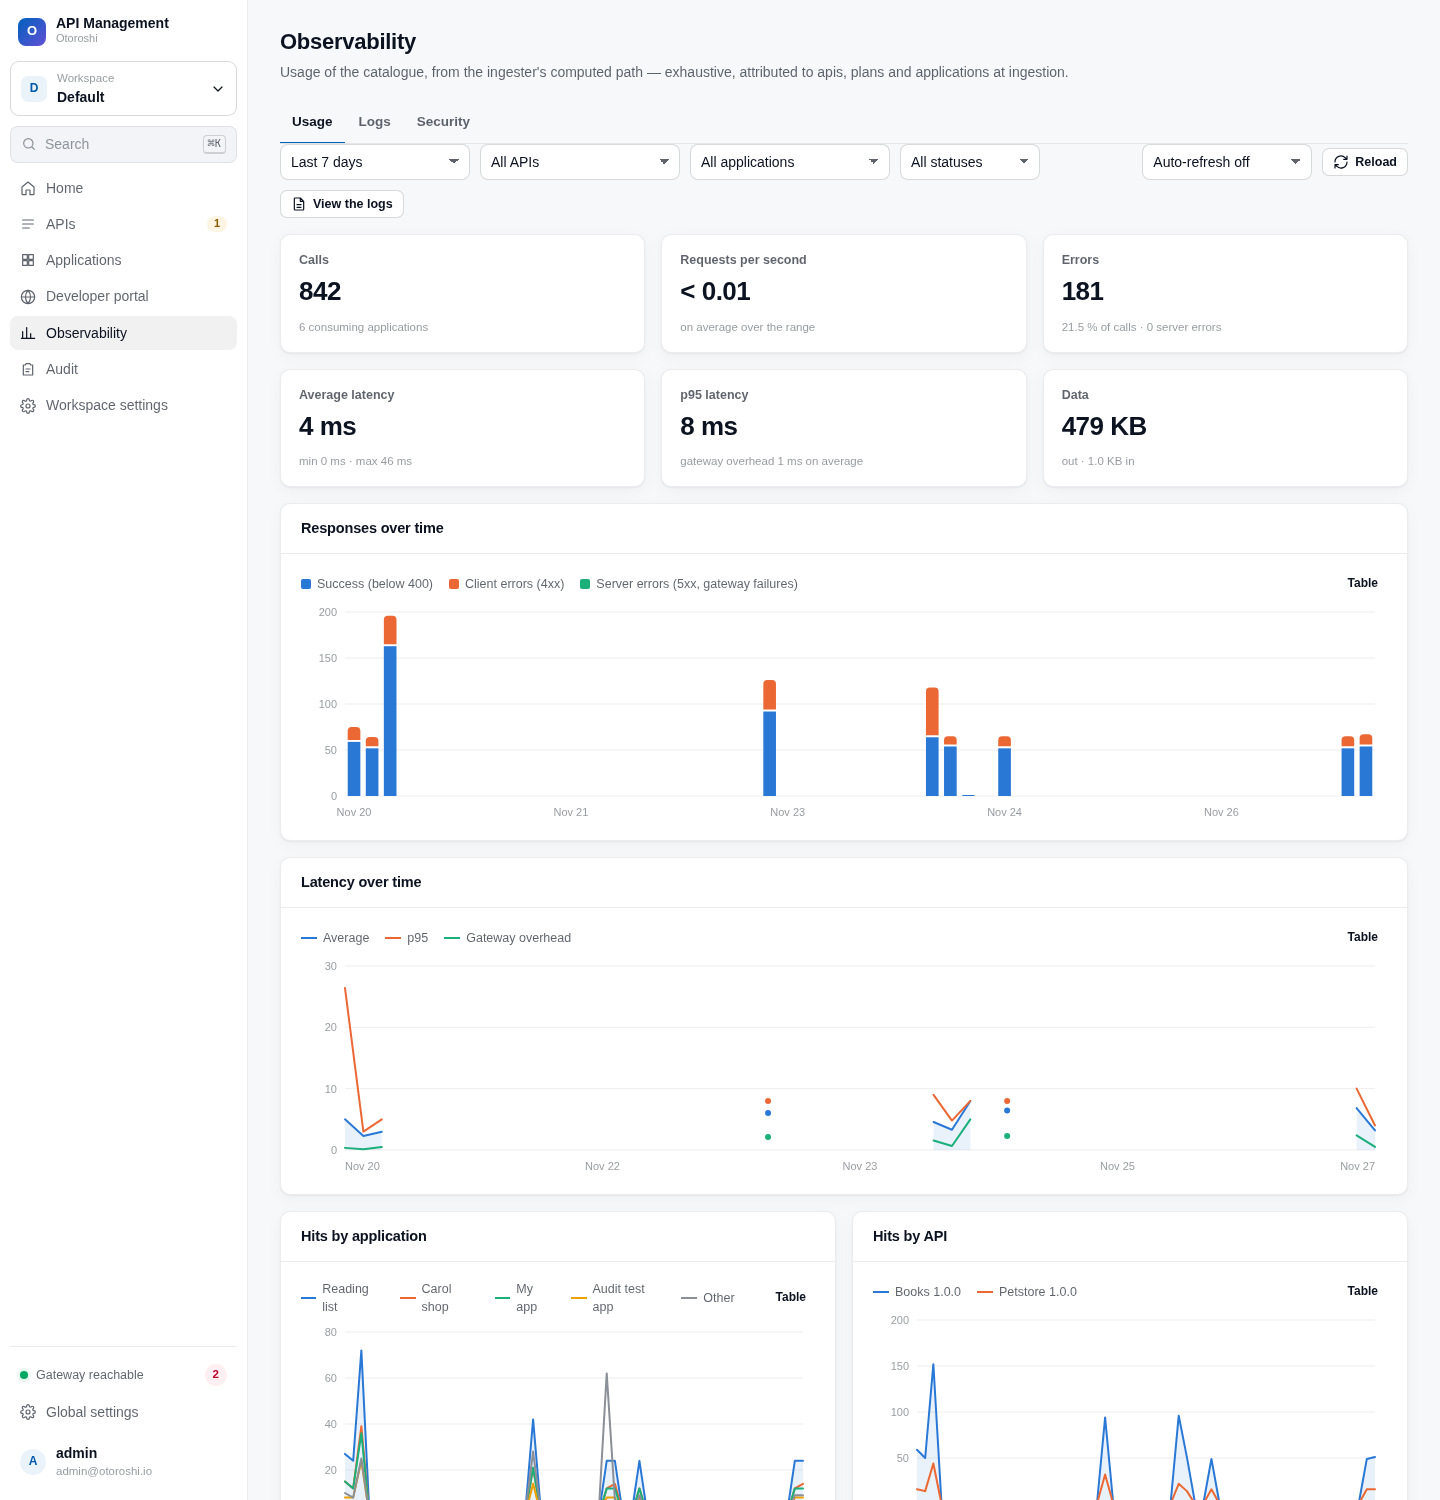 O
API Management
Otoroshi
D
Workspace
Default
Search
⌘K
Home
APIs
1
Applications
Developer portal
Observability
Audit
Workspace settings
Gateway reachable
2
Global settings
A
admin
admin@otoroshi.io
Observability
Usage of the catalogue, from the ingester's computed path — exhaustive, attributed to apis, plans and applications at ingestion.
Usage Logs Security
Last 7 days All APIs All applications All statuses Auto-refresh off Reload
View the logs
Calls
842
6 consuming applications
Requests per second
< 0.01
on average over the range
Errors
181
21.5 % of calls · 0 server errors
Average latency
4 ms
min 0 ms · max 46 ms
p95 latency
8 ms
gateway overhead 1 ms on average
Data
479 KB
out · 1.0 KB in
Responses over time
Success (below 400) Client errors (4xx) Server errors (5xx, gateway failures) Table
200
150
100
50
0
Nov 20 Nov 21 Nov 23 Nov 24 Nov 26
Latency over time
Average p95 Gateway overhead Table
30
20
10
0
Nov 20 Nov 22 Nov 23 Nov 25 Nov 27
Hits by application
Reading list
Carol shop
My app
Audit test app
Other
Table
80
60
40
20
Hits by API
Books 1.0.0 Petstore 1.0.0 Table
200
150
100
50